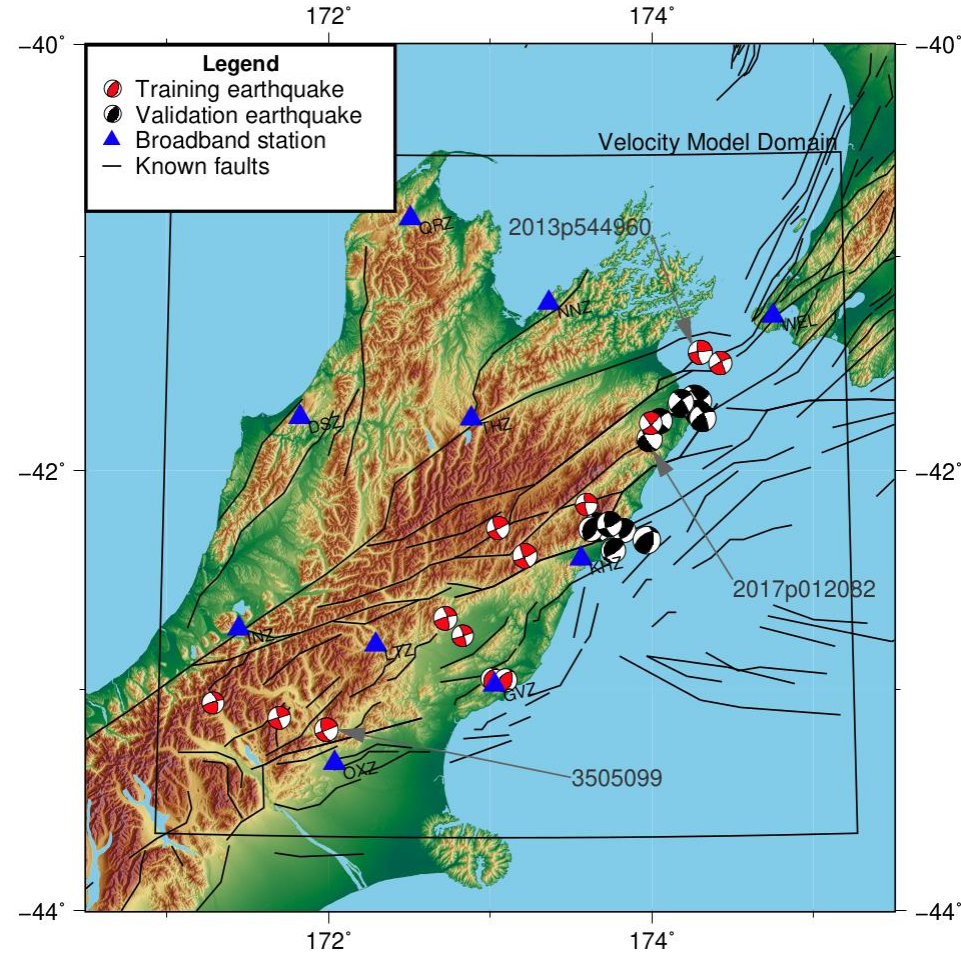 172° 174°
−40° −40°
Legend
Training earthquake
Validation earthquake
Broadband station
Known faults
Velocity Model Domain
QRZ
2013p544960
NNZ
WEL
DSZ
THZ
−42° −42°
KHZ
2017p012082
INZ
LTZ
GVZ
OXZ
3505099
−44° −44°
172° 174°